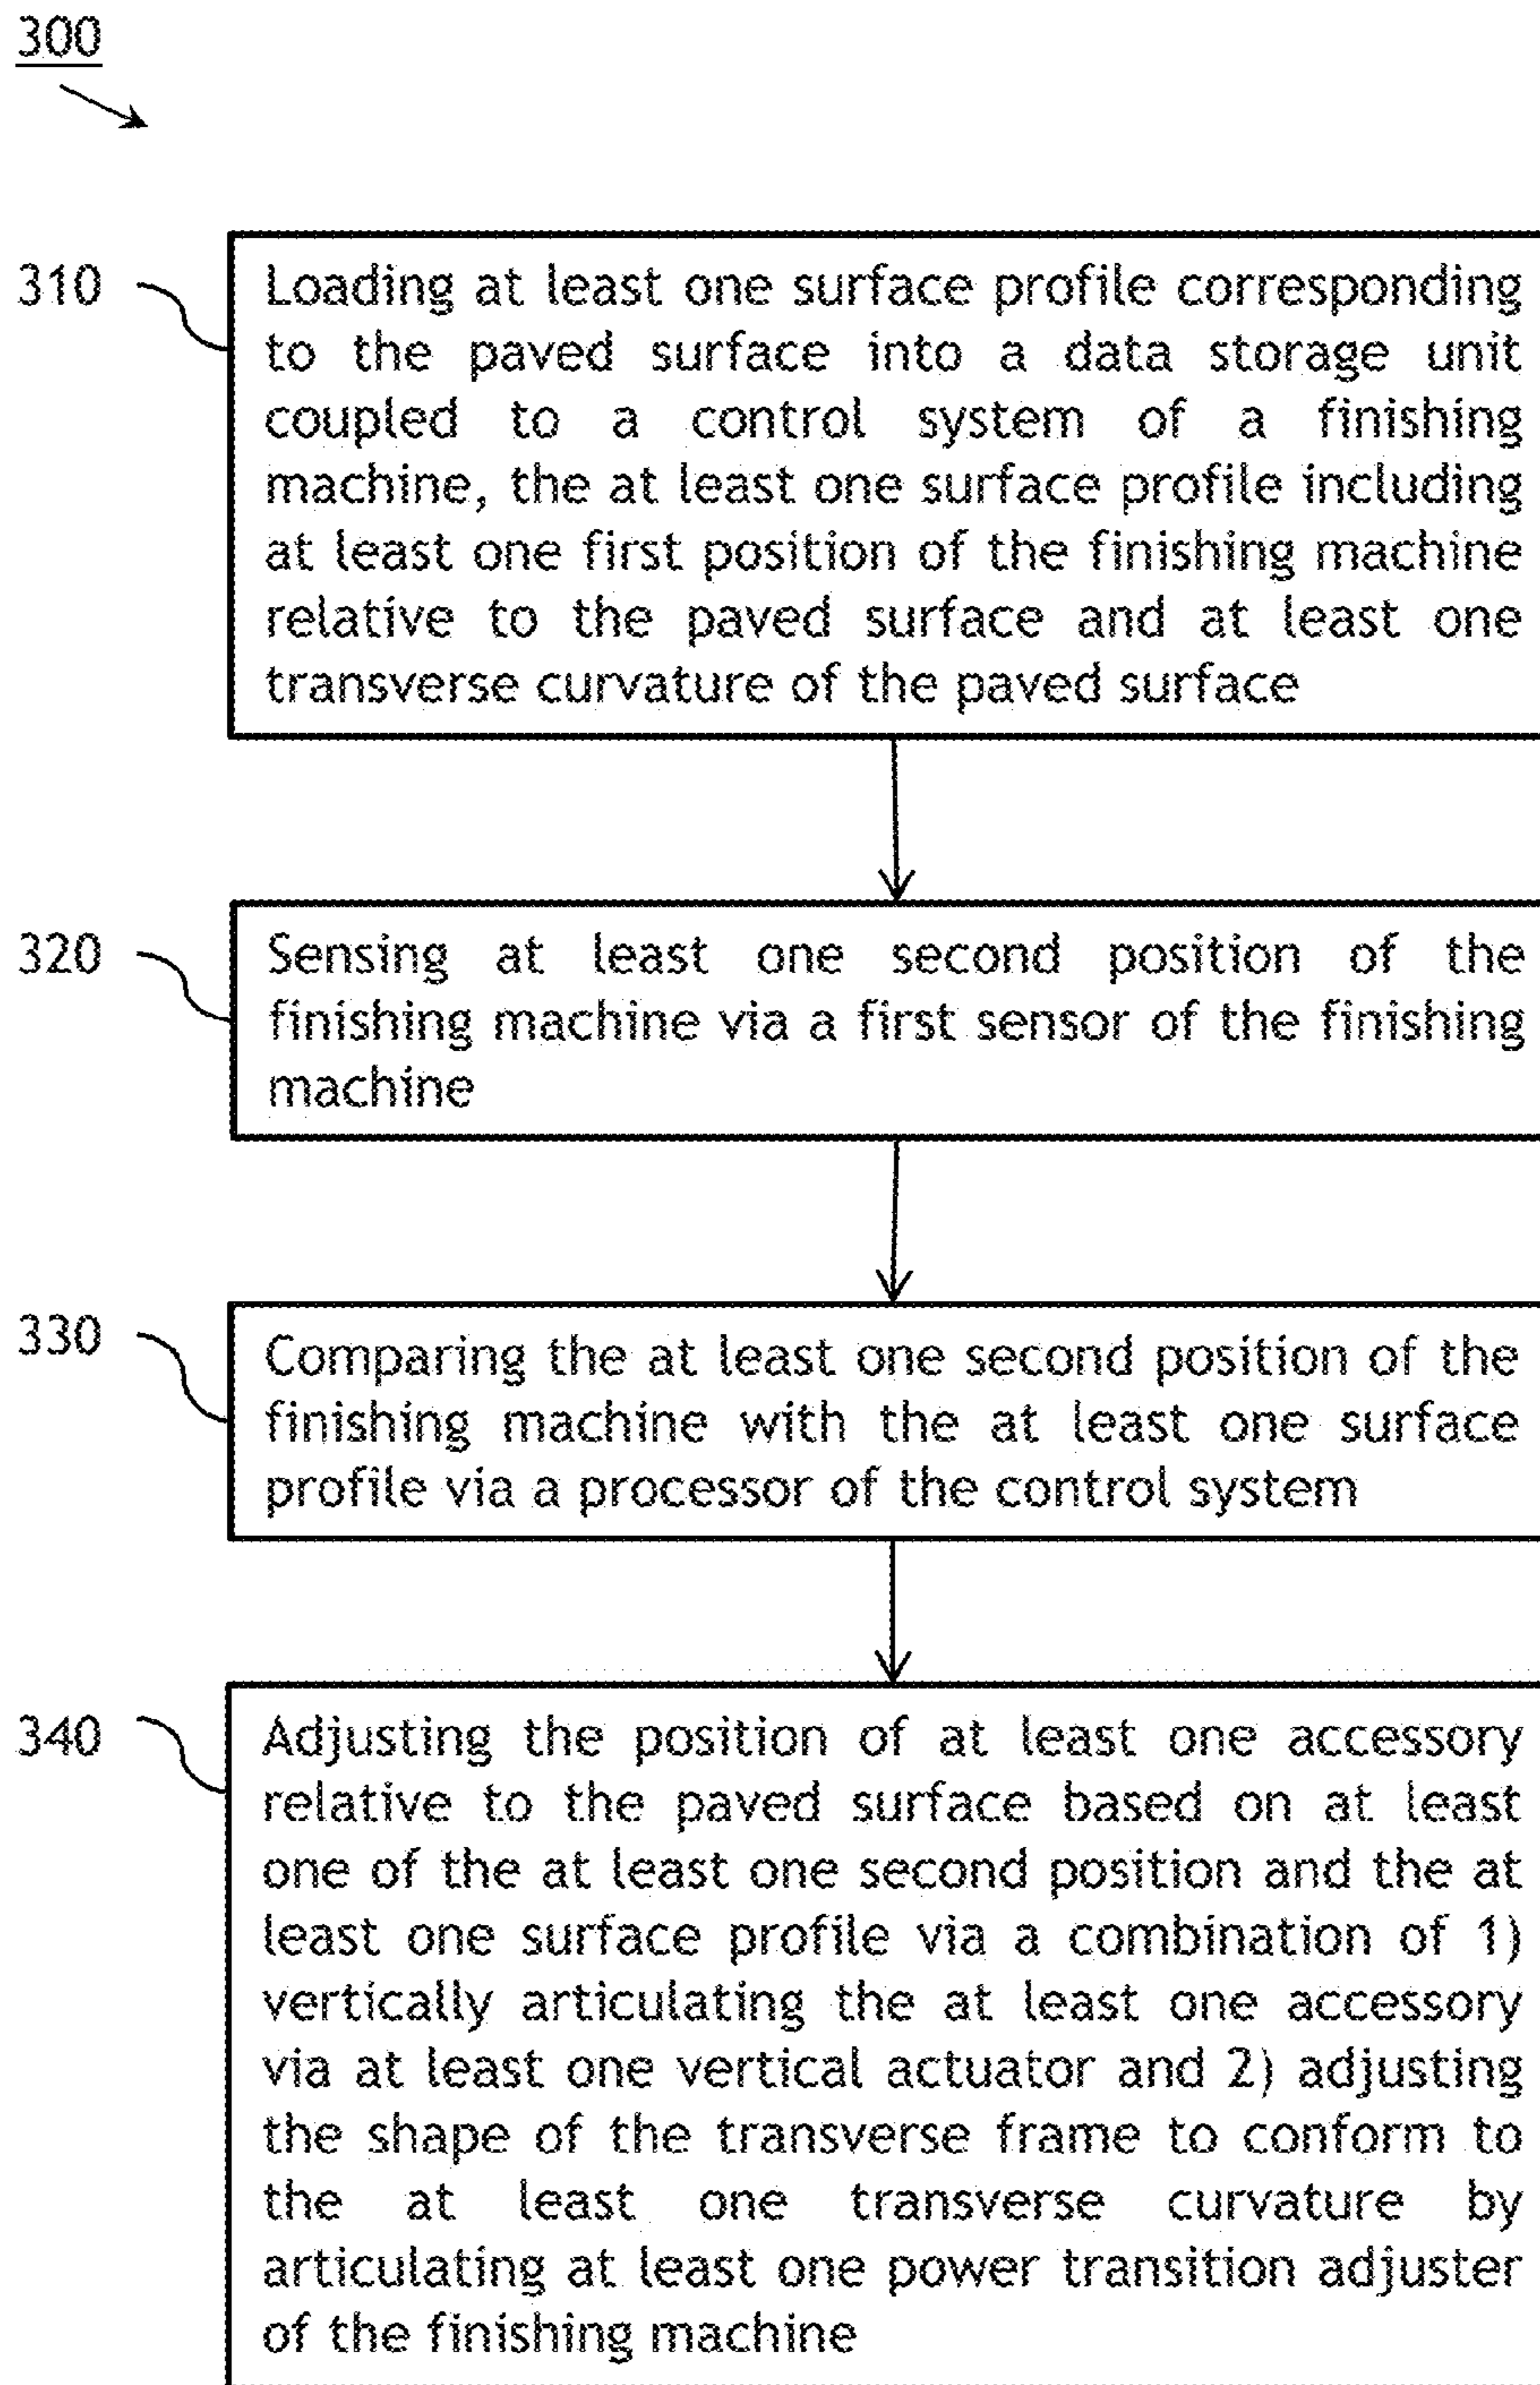 300
310
Loading at least one surface profile corresponding
to the paved surface into a data storage unit
coupled to a control system of a finishing
machine, the at least one surface profile including
at least one first position of the finishing machine
relative to the paved surface and at least one
transverse curvature of the paved surface
320
Sensing at least one second position of the
finishing machine via a first sensor of the finishing
machine
330
Comparing the at least one second position of the
finishing machine with the at least one surface
profile via a processor of the control system
340
Adjusting the position of at least one accessory
relative to the paved surface based on at least
one of the at least one second position and the at
least one surface profile via a combination of 1)
vertically articulating the at least one accessory
via at least one vertical actuator and 2) adjusting
the shape of the transverse frame to conform to
the at least one transverse curvature by
articulating at least one power transition adjuster
of the finishing machine